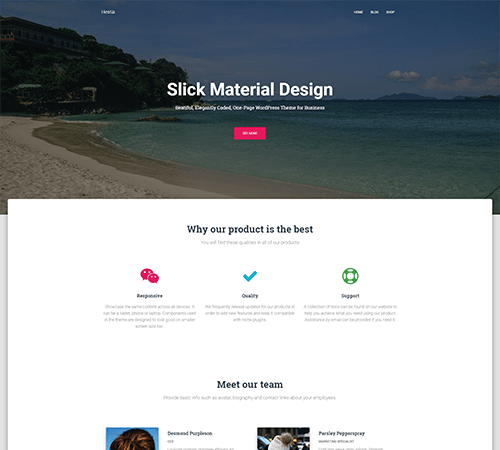 Hestia
HOME BLOG SHOP
Slick Material Design
Beatiful, Elegantly Coded, One-Page WordPress Theme for Business
Why our product is the best
You will find these qualities in all of our products
Responsive
Quality
Support
Showcase the same content across all devices. It
can be a tablet, phone or laptop. Components used
in the theme are designed to look good on smaller
screen size too.
We frequently release updates for our products in
order to add new features and keep it compatible
with niche plugins.
A collection of docs can be found on our website to
help you achieve what you need using our product.
Assistance by email can be provided if you need it.
Meet our team
Provide basic info such as avatar, biography and contact links about your employees.
Desmond Purpleson
CEO
Parsley Pepperspray
MARKETING SPECIALIST